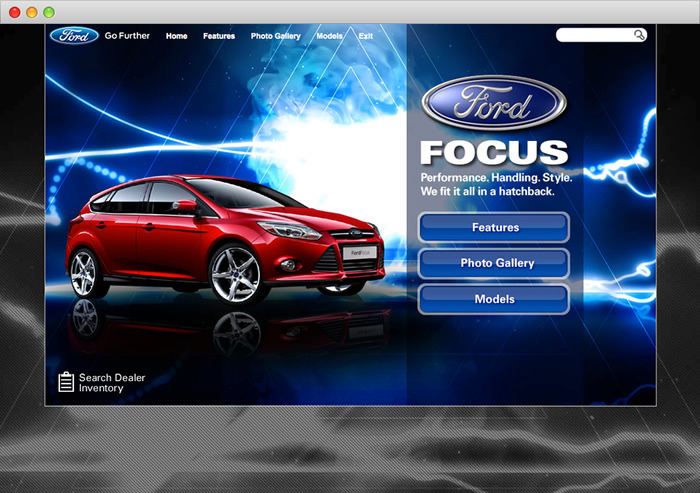 Ford Go Further Home Features Photo Gallery Models Exit
Ford
FOCUS
Performance. Handling. Style.
We fit it all in a hatchback.
Features
Photo Gallery
Models
FordFocus
Search Dealer
Inventory